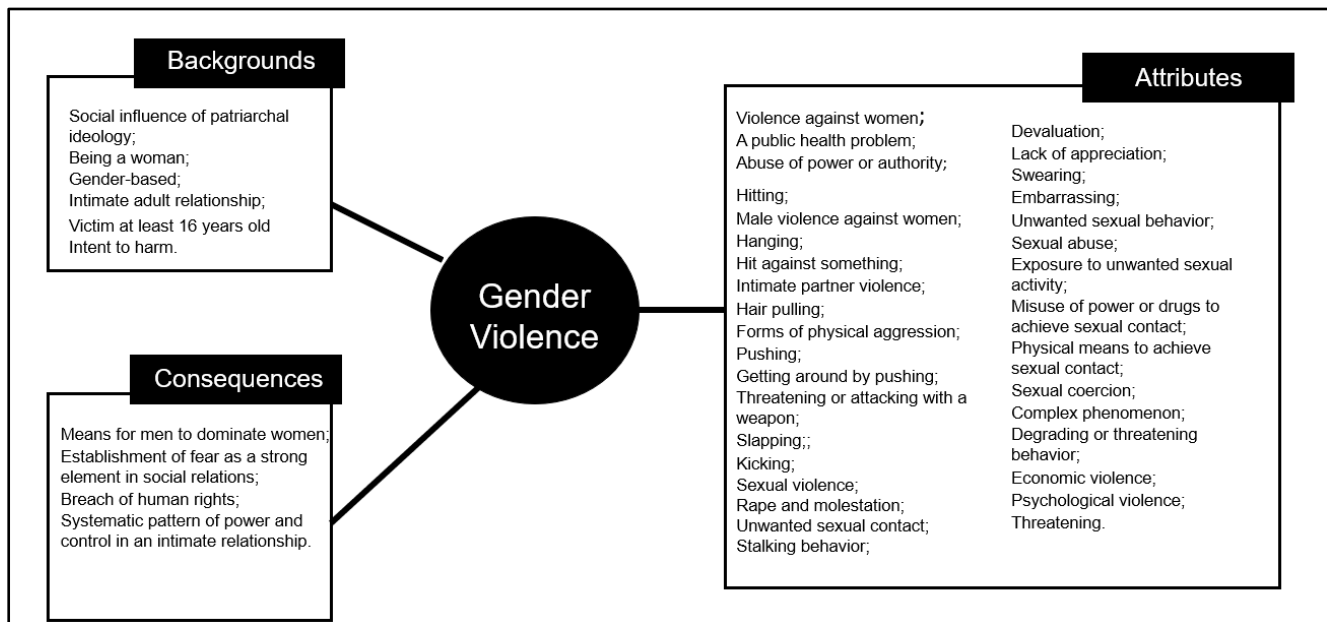 Backgrounds
Social influence of patriarchal
ideology;
Being a woman;
Gender-based;
Intimate adult relationship;
Victim at least 16 years old
Intent to harm.
Gender
Violence
Consequences
Means for men to dominate women;
Establishment of fear as a strong
element in social relations;
Breach of human rights;
Systematic pattern of power and
control in an intimate relationship.
Attributes
Violence against women;
A public health problem;
Abuse of power or authority;
Hitting;
Male violence against women;
Hanging;
Hit against something;
Intimate partner violence;
Hair pulling;
Forms of physical aggression;
Pushing;
Getting around by pushing;
Threatening or attacking with a
weapon;
Slapping;;
Kicking;
Sexual violence;
Rape and molestation;
Unwanted sexual contact;
Stalking behavior;
Devaluation;
Lack of appreciation;
Swearing;
Embarrassing;
Unwanted sexual behavior;
Sexual abuse;
Exposure to unwanted sexual
activity;
Misuse of power or drugs to
achieve sexual contact;
Physical means to achieve
sexual contact;
Sexual coercion;
Complex phenomenon;
Degrading or threatening
behavior;
Economic violence;
Psychological violence;
Threatening.